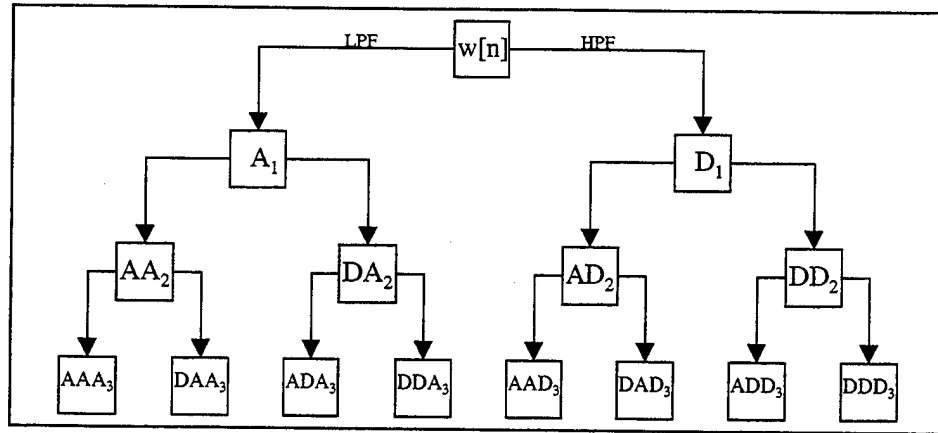 LPF w[n] HPF
A₁ D₁
AA₂ DA₂ AD₂ DD₂
AAA₃ DAA₃ ADA₃ DDA₃ AAD₃ DAD₃ ADD₃ DDD₃